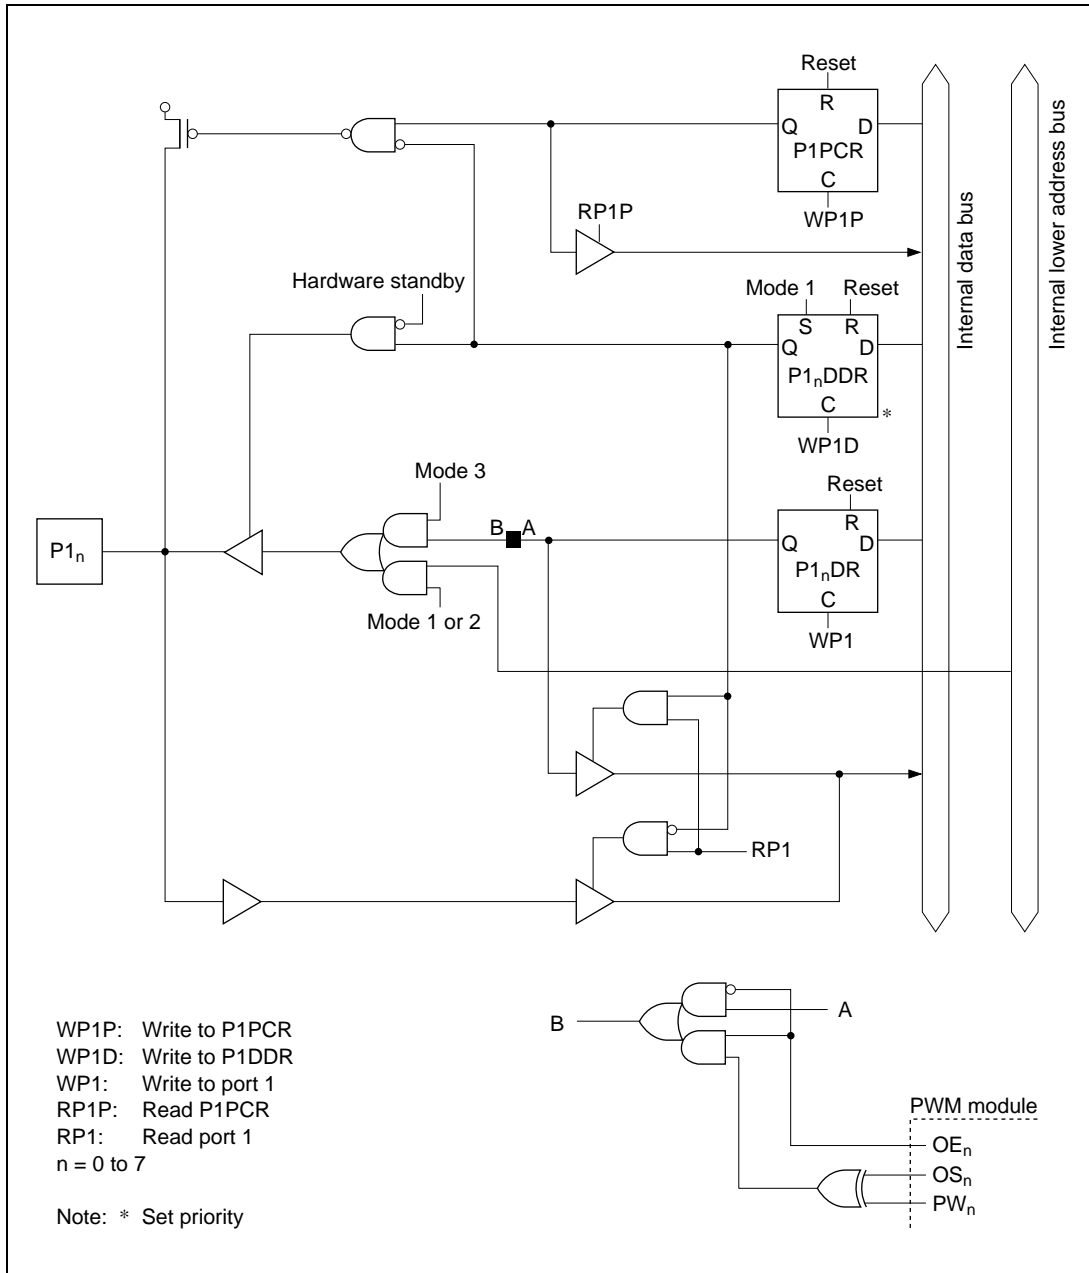 Reset
R
Q D
P1PCR
C
WP1P
RP1P
Internal data bus
Internal lower address bus
Hardware standby
Mode 1 Reset
S R
Q D
P1nDDR
C
*
WP1D
Mode 3
Reset
B A
R
Q D
P1n
P1nDR
C
Mode 1 or 2
WP1
RP1
B
A
WP1P: Write to P1PCR
WP1D: Write to P1DDR
WP1: Write to port 1
RP1P: Read P1PCR
RP1: Read port 1
n = 0 to 7
Note: * Set priority
PWM module
OEn
OSn
PWn